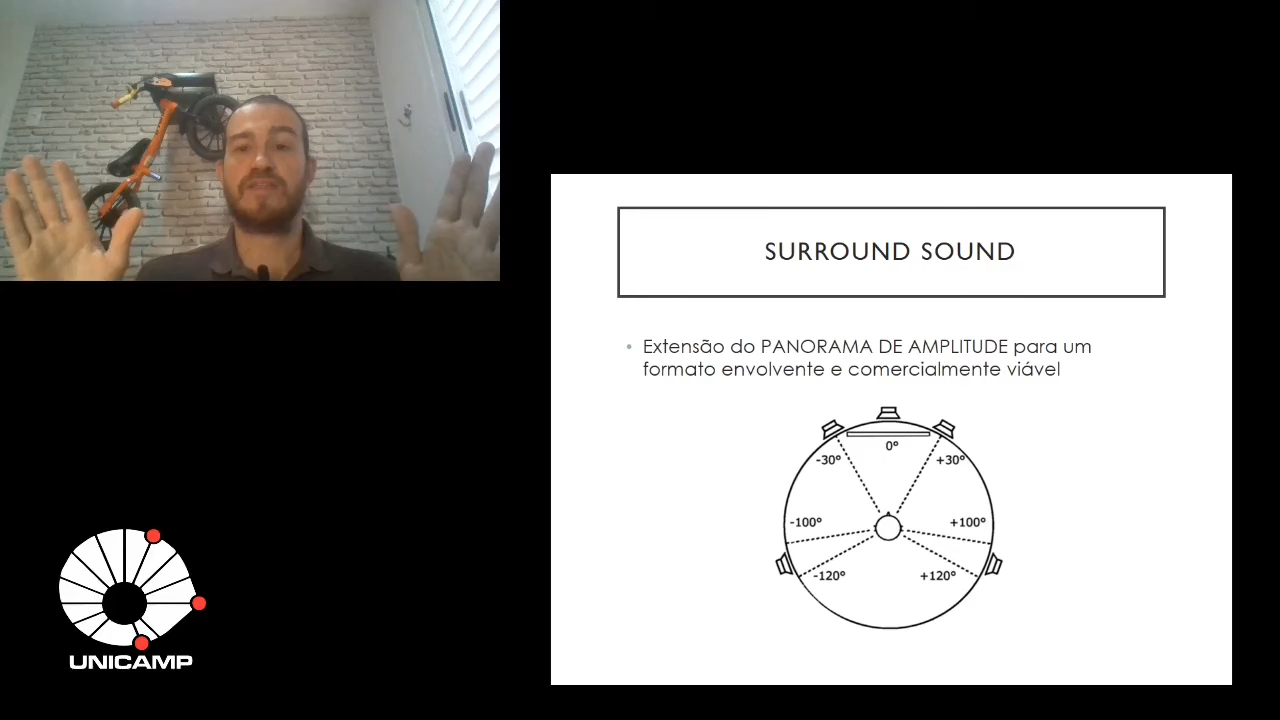 SURROUND SOUND
• Extensão do PANORAMA DE AMPLITUDE para um
formato envolvente e comercialmente viável
0°
-30° +30°
-100° +100°
-120° +120°
UNICAMP